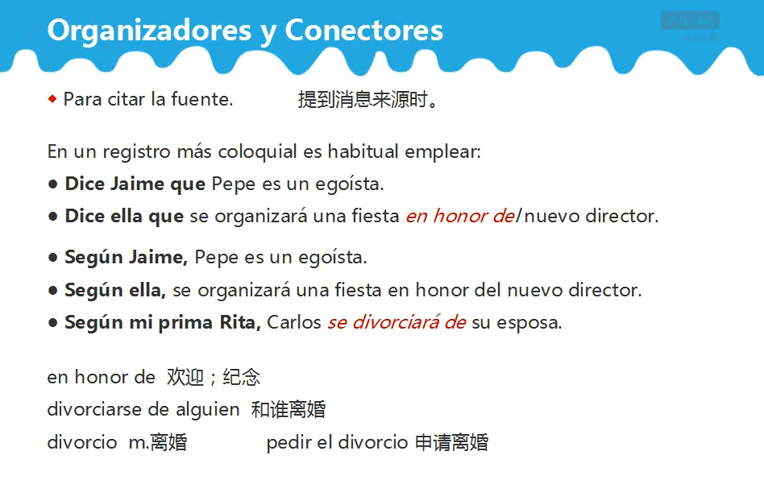 Organizadores y Conectores
◆ Para citar la fuente. 提到消息来源时。
En un registro más coloquial es habitual emplear:
● Dice Jaime que Pepe es un egoísta.
● Dice ella que se organizará una fiesta en honor de/nuevo director.
● Según Jaime, Pepe es un egoísta.
● Según ella, se organizará una fiesta en honor del nuevo director.
● Según mi prima Rita, Carlos se divorciará de su esposa.
en honor de 欢迎；纪念
divorciarse de alguien 和谁离婚
divorcio m.离婚 pedir el divorcio 申请离婚